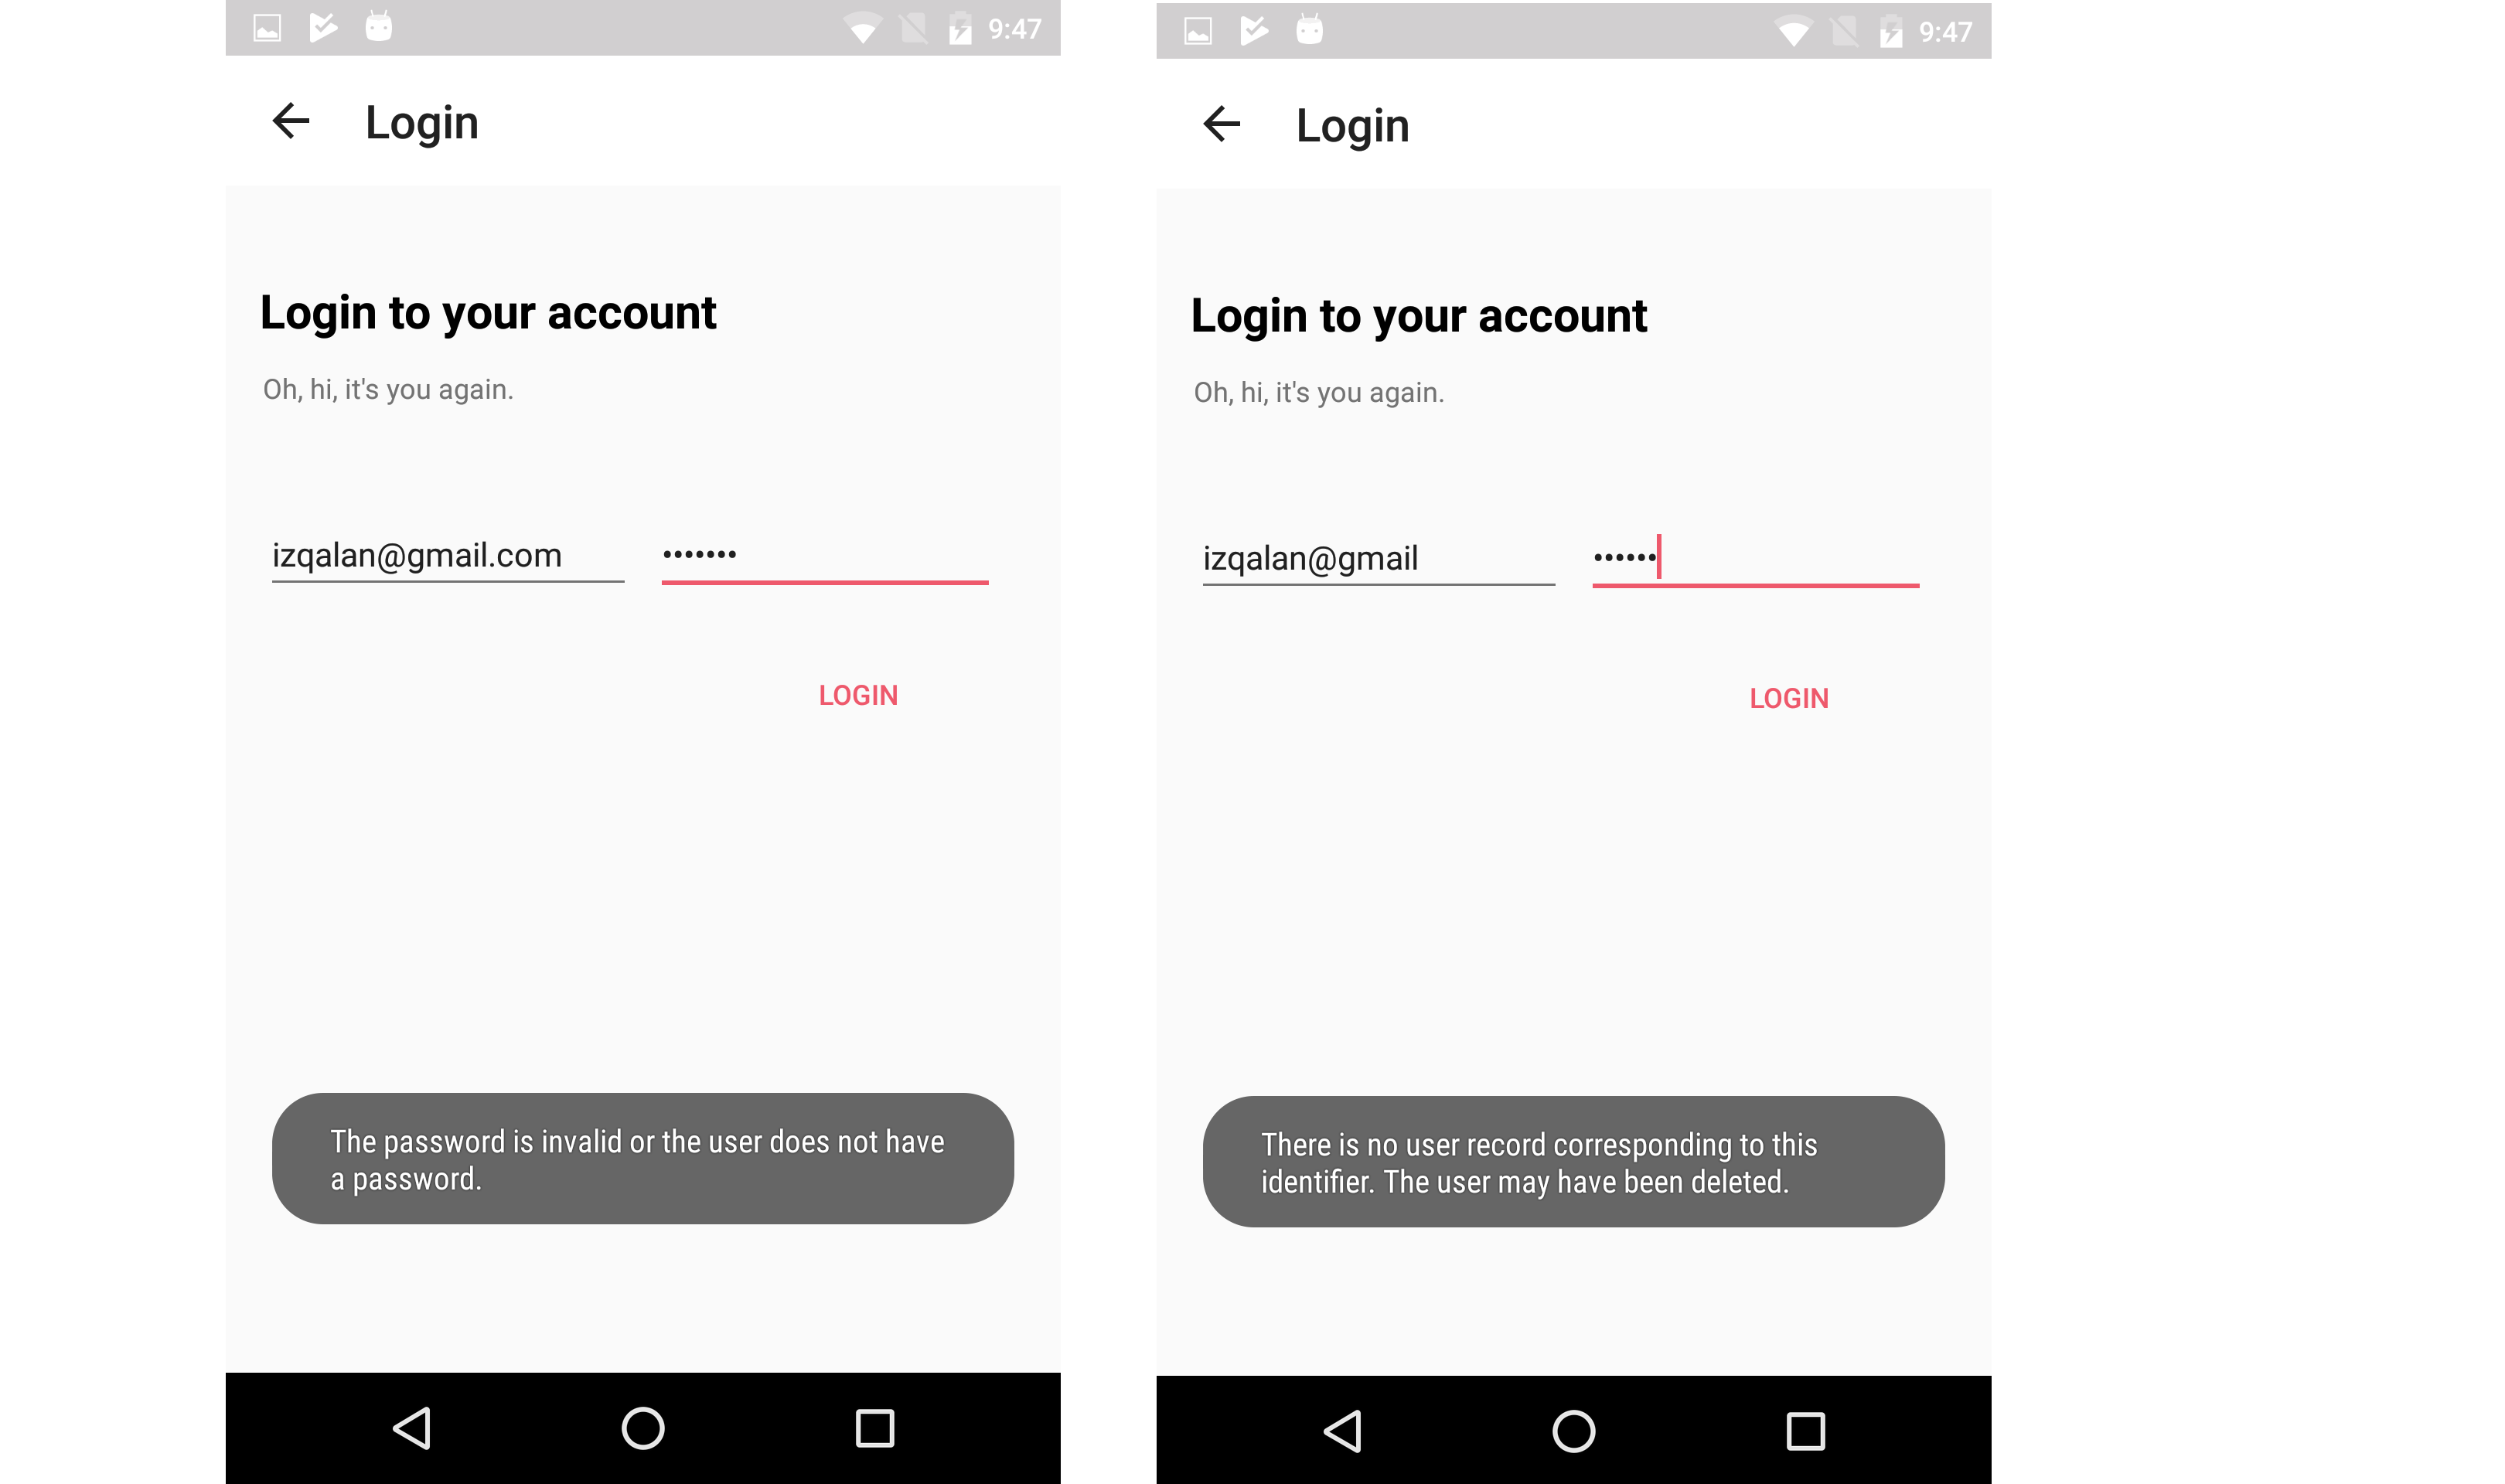 9:47
Login
Login to your account
Oh, hi, it's you again.
izqalan@gmail.com •••••••
LOGIN
The password is invalid or the user does not have
a password.
9:47
Login
Login to your account
Oh, hi, it's you again.
izqalan@gmail ••••••
LOGIN
There is no user record corresponding to this
identifier. The user may have been deleted.